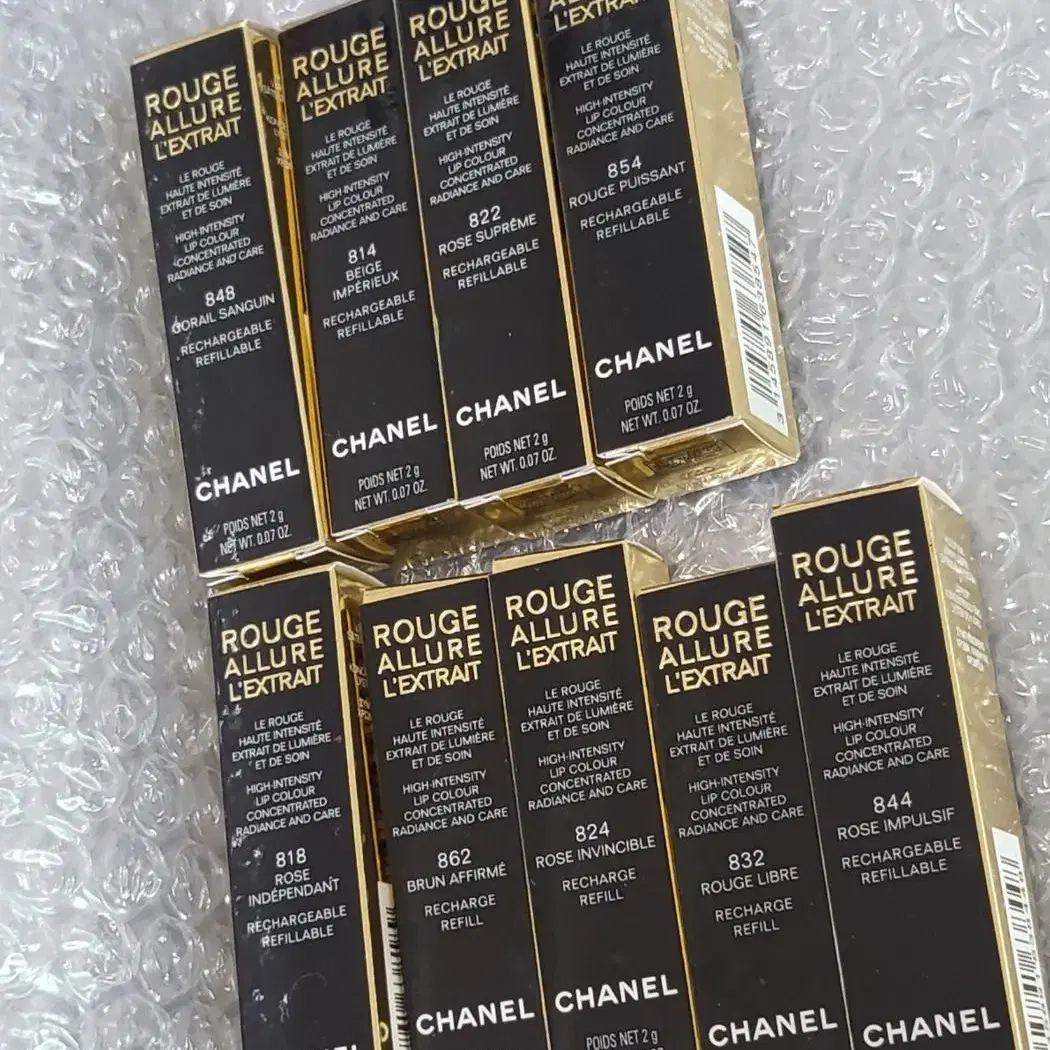 ROUGE
ALLURE
L'EXTRAIT
LE ROUGE
HAUTE INTENSITÉ
EXTRAIT DE LUMIÈRE
ET DE SOIN
HIGH-INTENSITY
LIP COLOUR
CONCENTRATED
RADIANCE AND CARE
848
CORAIL SANGUIN
RECHARGEABLE
REFILLABLE
CHANEL
POIDS NET 2 g
NET WT. 0.07 OZ.
ROUGE
ALLURE
L'EXTRAIT
LE ROUGE
HAUTE INTENSITÉ
EXTRAIT DE LUMIÈRE
ET DE SOIN
HIGH-INTENSITY
LIP COLOUR
CONCENTRATED
RADIANCE AND CARE
814
BEIGE
IMPÉRIEUX
RECHARGEABLE
REFILLABLE
CHANEL
POIDS NET 2 g
NET WT. 0.07 OZ.
ROUGE
ALLURE
L'EXTRAIT
LE ROUGE
HAUTE INTENSITÉ
EXTRAIT DE LUMIÈRE
ET DE SOIN
HIGH-INTENSITY
LIP COLOUR
CONCENTRATED
RADIANCE AND CARE
822
ROSE SUPRÊME
RECHARGEABLE
REFILLABLE
CHANEL
POIDS NET 2 g
NET WT. 0.07 OZ.
ALLURE
L'EXTRAIT
LE ROUGE
HAUTE INTENSITÉ
EXTRAIT DE LUMIÈRE
ET DE SOIN
HIGH-INTENSITY
LIP COLOUR
CONCENTRATED
RADIANCE AND CARE
854
ROUGE PUISSANT
RECHARGEABLE
REFILLABLE
CHANEL
POIDS NET 2 g
NET WT. 0.07 OZ.
ROUGE
ALLURE
L'EXTRAIT
LE ROUGE
HAUTE INTENSITÉ
EXTRAIT DE LUMIÈRE
ET DE SOIN
HIGH-INTENSITY
LIP COLOUR
CONCENTRATED
RADIANCE AND CARE
818
ROSE
INDÉPENDANT
RECHARGEABLE
REFILLABLE
CHANEL
ROUGE
ALLURE
L'EXTRAIT
LE ROUGE
HAUTE INTENSITÉ
EXTRAIT DE LUMIÈRE
ET DE SOIN
HIGH-INTENSITY
LIP COLOUR
CONCENTRATED
RADIANCE AND CARE
862
BRUN AFFIRMÉ
RECHARGE
REFILL
CHANEL
ROUGE
ALLURE
L'EXTRAIT
LE ROUGE
HAUTE INTENSITÉ
EXTRAIT DE LUMIÈRE
ET DE SOIN
HIGH-INTENSITY
LIP COLOUR
CONCENTRATED
RADIANCE AND CARE
824
ROSE INVINCIBLE
RECHARGE
REFILL
CHANEL
POIDS NET 2 g
ROUGE
ALLURE
L'EXTRAIT
LE ROUGE
HAUTE INTENSITÉ
EXTRAIT DE LUMIÈRE
ET DE SOIN
HIGH-INTENSITY
LIP COLOUR
CONCENTRATED
RADIANCE AND CARE
832
ROUGE LIBRE
RECHARGE
REFILL
CHANEL
ROUGE
ALLURE
L'EXTRAIT
LE ROUGE
HAUTE INTENSITÉ
EXTRAIT DE LUMIÈRE
ET DE SOIN
HIGH-INTENSITY
LIP COLOUR
CONCENTRATED
RADIANCE AND CARE
844
ROSE IMPULSIF
RECHARGEABLE
REFILLABLE
CHANEL